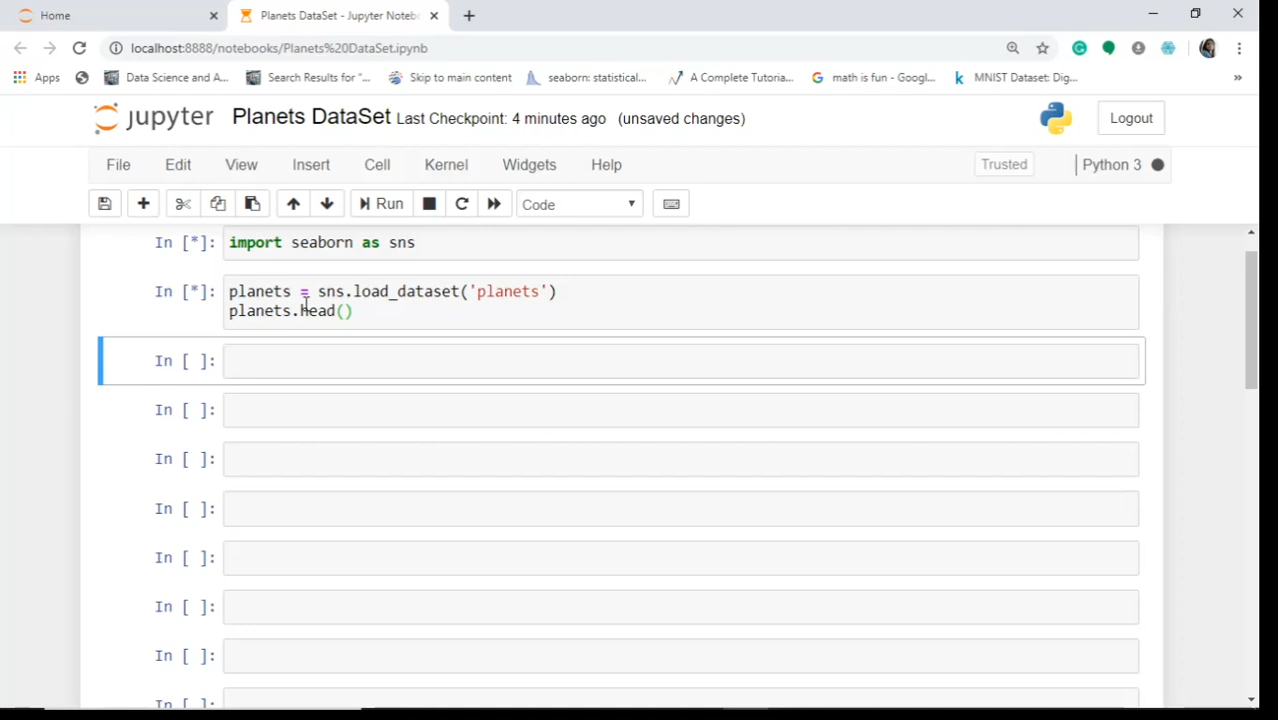 Home
Planets DataSet - Jupyter Notebo
localhost:8888/notebooks/Planets%20DataSet.ipynb
Apps
Data Science and A...
Search Results for "...
Skip to main content
seaborn: statistical...
A Complete Tutoria...
math is fun - Googl...
MNIST Dataset: Dig...
»
jupyter
Planets DataSet Last Checkpoint: 4 minutes ago (unsaved changes)
Logout
File Edit View Insert Cell Kernel Widgets Help
Trusted
Python 3
Run
Code
In [*]: import seaborn as sns
In [*]: planets = sns.load_dataset('planets')
planets.head()
In [ ]:
In [ ]:
In [ ]:
In [ ]:
In [ ]:
In [ ]:
In [ ]:
In [ ]: